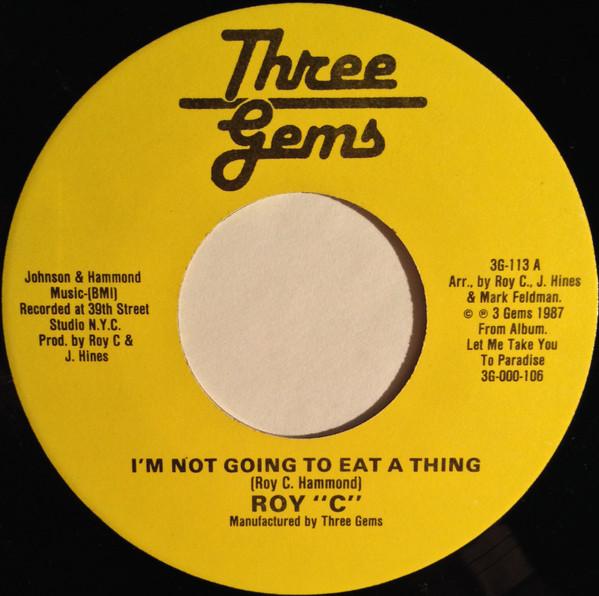 Three
Gems
Johnson & Hammond
Music-(BMI)
Recorded at 39th Street
Studio N.Y.C.
Prod. by Roy C &
J. Hines
3G-113 A
Arr., by Roy C., J. Hines
& Mark Feldman.
© ℗ 3 Gems 1987
From Album.
Let Me Take You
To Paradise
3G-000-106
I'M NOT GOING TO EAT A THING
(Roy C. Hammond)
ROY "C"
Manufactured by Three Gems